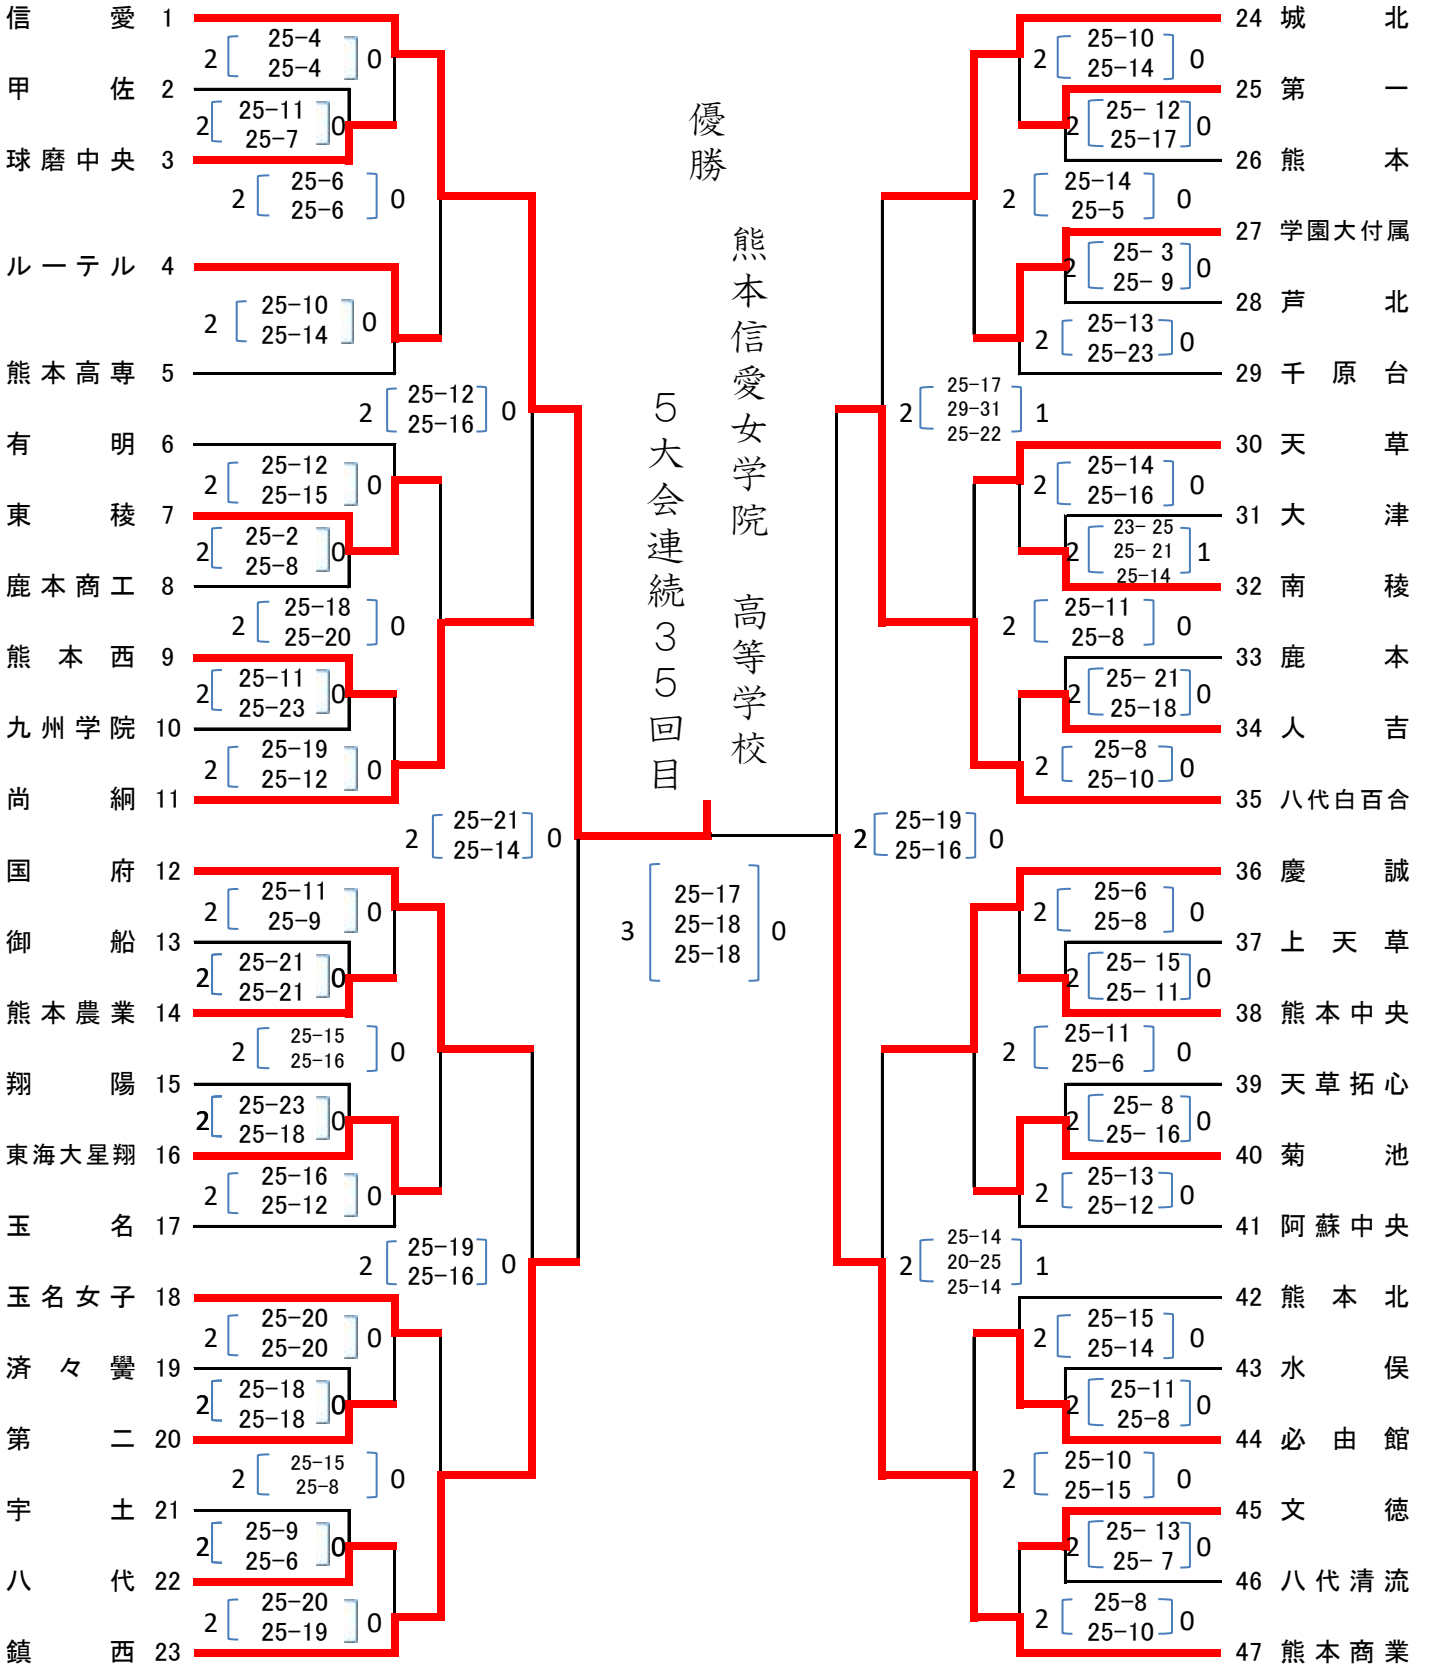 信愛 1
2 25-4 0
25-4
甲佐 2
2 25-11 0
25-7
球磨中央 3
2 25-6 0
25-6
ルーテル 4
2 25-10 0
25-14
熊本高専 5
2 25-12 0
25-16
有明 6
2 25-12 0
25-15
東稜 7
2 25-2 0
25-8
鹿本商工 8
2 25-18 0
25-20
熊本西 9
2 25-11 0
25-23
九州学院 10
2 25-19 0
25-12
尚絅 11
2 25-21 0
25-14
国府 12
2 25-11 0
25-9
御船 13
2 25-21 0
25-21
熊本農業 14
2 25-15 0
25-16
翔陽 15
2 25-23 0
25-18
東海大星翔 16
2 25-16 0
25-12
玉名 17
2 25-19 0
25-16
玉名女子 18
2 25-20 0
25-20
済々黌 19
2 25-18 0
25-18
第二 20
2 25-15 0
25-8
宇土 21
2 25-9 0
25-6
八代 22
2 25-20 0
25-19
鎮西 23
優勝
熊本信愛女学院 高等学校
５大会連続３５回目
3 25-17 0
25-18
25-18
24 城北
2 25-10 0
25-14
25 第一
2 25- 12 0
25-17
26 熊本
2 25-14 0
25-5
27 学園大付属
2 25- 3 0
25- 9
28 芦北
2 25-13 0
25-23
29 千原台
2 25-17 1
29-31
25-22
30 天草
2 25-14 0
25-16
31 大津
2 23- 25 1
25- 21
25-14
32 南稜
2 25-11 0
25-8
33 鹿本
2 25- 21 0
25-18
34 人吉
2 25-8 0
25-10
35 八代白百合
2 25-19 0
25-16
36 慶誠
2 25-6 0
25-8
37 上天草
2 25- 15 0
25- 11
38 熊本中央
2 25-11 0
25-6
39 天草拓心
2 25- 8 0
25- 16
40 菊池
2 25-13 0
25-12
41 阿蘇中央
2 25-14 1
20-25
25-14
42 熊本北
2 25-15 0
25-14
43 水俣
2 25-11 0
25-8
44 必由館
2 25-10 0
25-15
45 文徳
2 25- 13 0
25- 7
46 八代清流
2 25-8 0
25-10
47 熊本商業